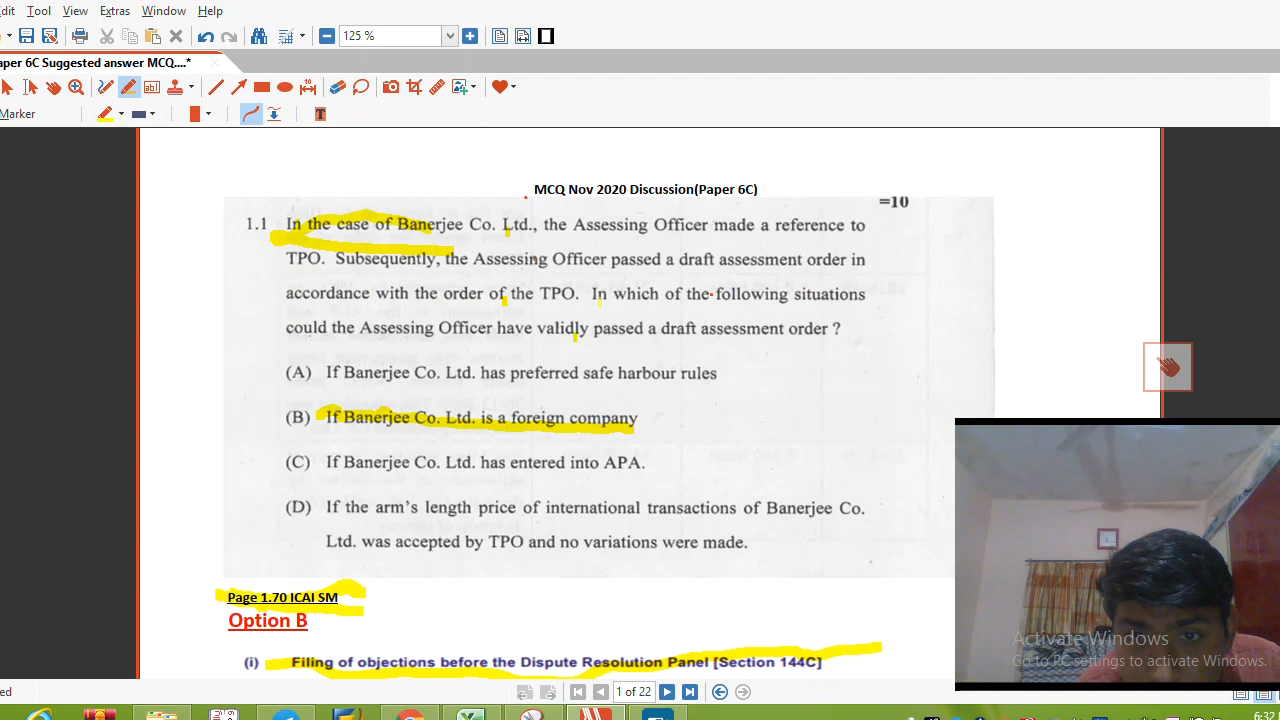 it Tool View Extras Window Help
125 %
aper 6C Suggested answer MCQ....*
10
T
Marker
MCQ Nov 2020 Discussion(Paper 6C)
=10
1.1 In the case of Banerjee Co. Ltd., the Assessing Officer made a reference to
TPO. Subsequently, the Assessing Officer passed a draft assessment order in
accordance with the order of the TPO. In which of the following situations
could the Assessing Officer have validly passed a draft assessment order ?
(A) If Banerjee Co. Ltd. has preferred safe harbour rules
(B) If Banerjee Co. Ltd. is a foreign company
(C) If Banerjee Co. Ltd. has entered into APA.
(D) If the arm's length price of international transactions of Banerjee Co.
Ltd. was accepted by TPO and no variations were made.
Page 1.70 ICAI SM
Option B
(i) Filing of objections before the Dispute Resolution Panel [Section 144C]
Activate Windows
Go to PC settings to activate Windows.
ed
1 of 22
6:32